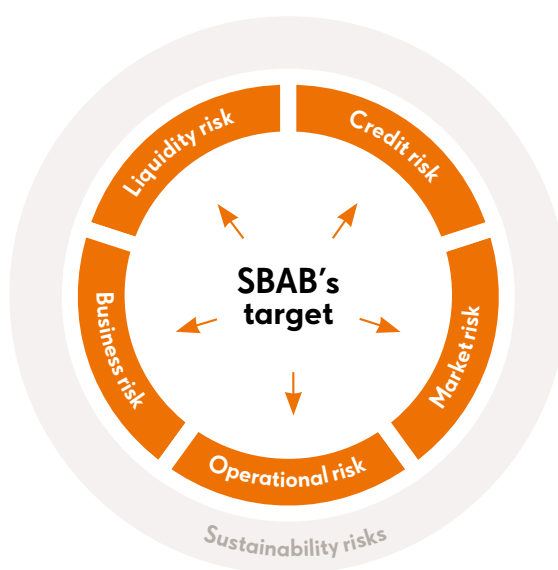 Liquidity risk
Credit risk
SBAB's
target
Business risk
Market risk
Operational risk
Sustainability risks